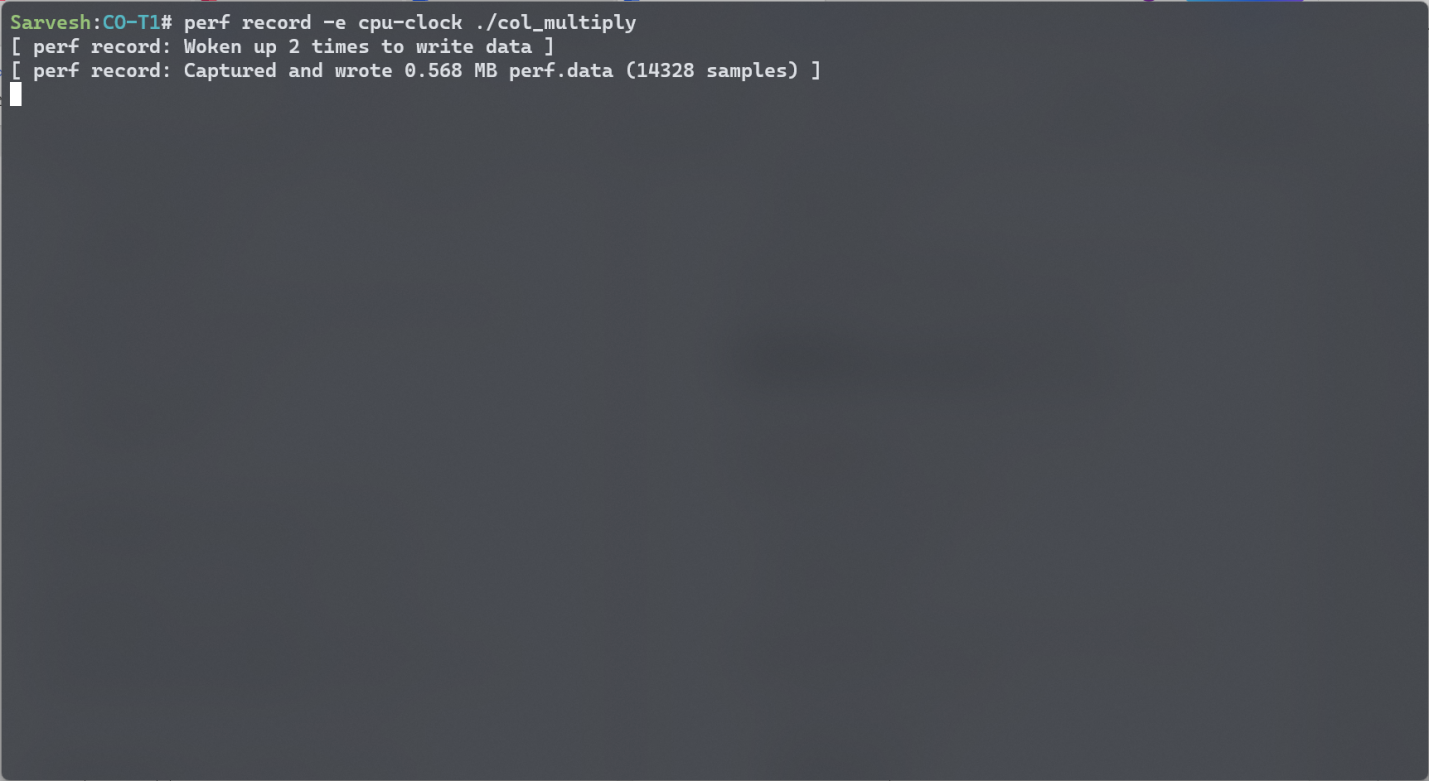 Sarvesh:CO-T1# perf record -e cpu-clock ./col_multiply
[ perf record: Woken up 2 times to write data ]
[ perf record: Captured and wrote 0.568 MB perf.data (14328 samples) ]